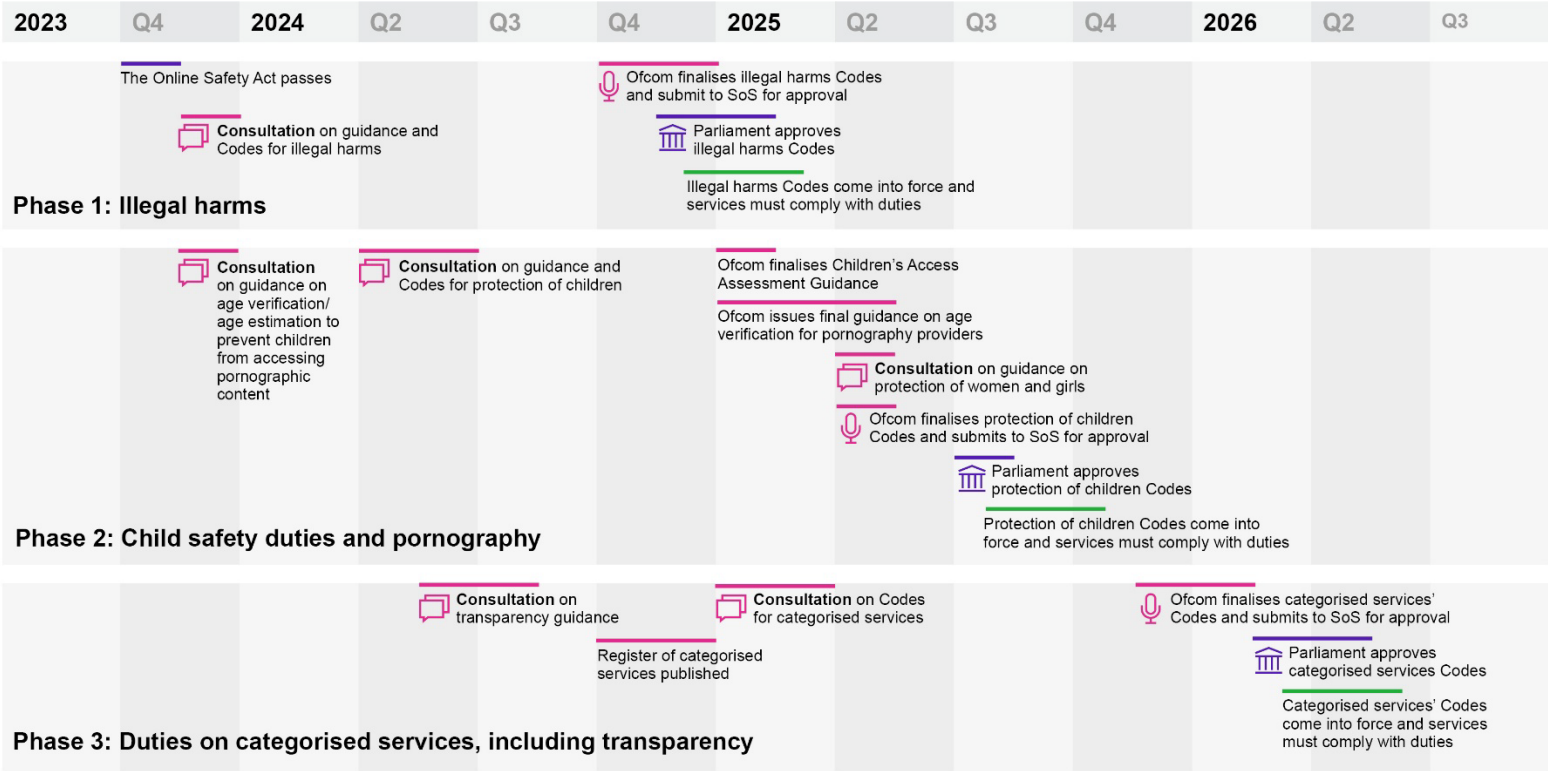 2023 Q4 2024 Q2 Q3 Q4 2025 Q2 Q3 Q4 2026 Q2 Q3
The Online Safety Act passes
Consultation on guidance and
Codes for illegal harms
Ofcom finalises illegal harms Codes
and submit to SoS for approval
Parliament approves
illegal harms Codes
Illegal harms Codes come into force and
services must comply with duties
Phase 1: Illegal harms
Consultation
on guidance on
age verification/
age estimation to
prevent children
from accessing
pornographic
content
Consultation on guidance and
Codes for protection of children
Ofcom finalises Children's Access
Assessment Guidance
Ofcom issues final guidance on age
verification for pornography providers
Consultation on guidance on
protection of women and girls
Ofcom finalises protection of children
Codes and submits to SoS for approval
Parliament approves
protection of children Codes
Protection of children Codes come into
force and services must comply with duties
Phase 2: Child safety duties and pornography
Consultation on
transparency guidance
Register of categorised
services published
Consultation on Codes
for categorised services
Ofcom finalises categorised services'
Codes and submits to SoS for approval
Parliament approves
categorised services Codes
Categorised services' Codes
come into force and services
must comply with duties
Phase 3: Duties on categorised services, including transparency